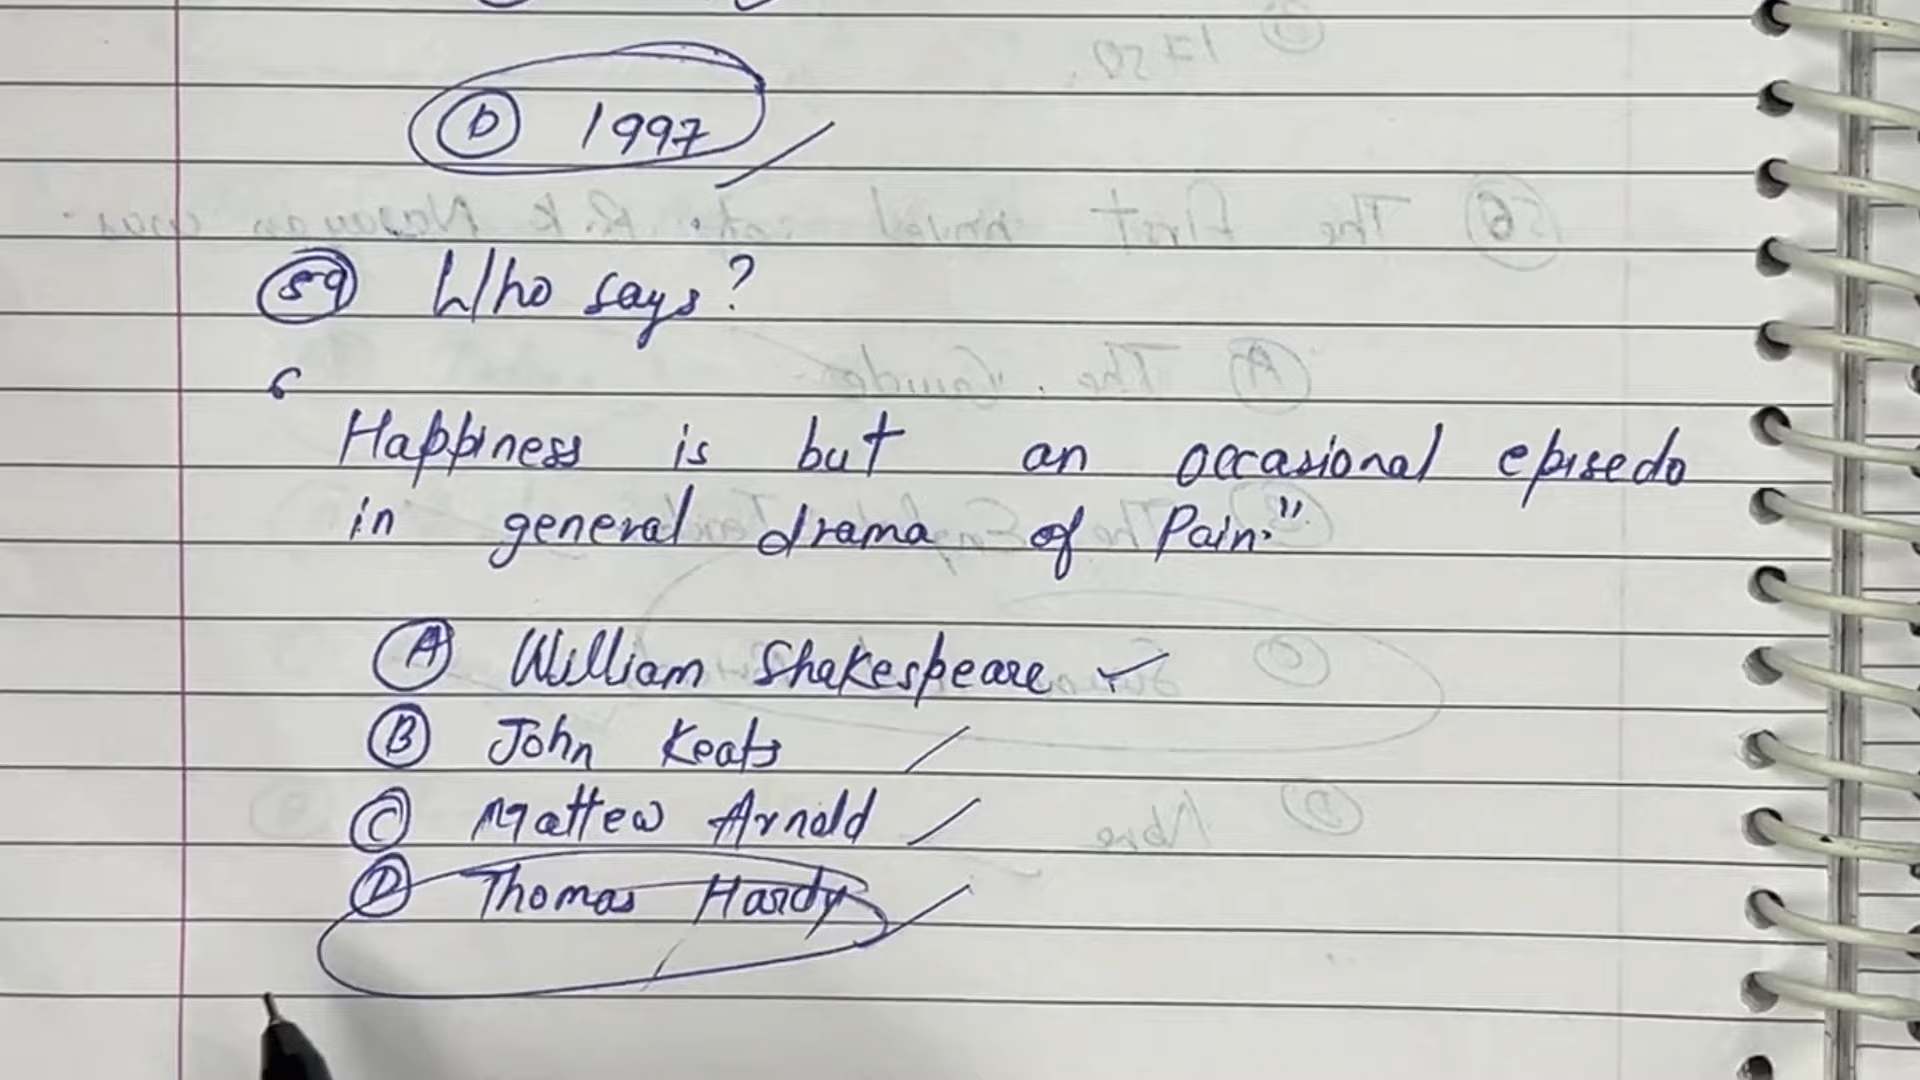 D 1997
59 Who says?
“
Happiness is but an occasional episedo
in general drama of Pain."
A William Shakespeare
B John Keats
C Mattew Arnold
D Thomas Hardy